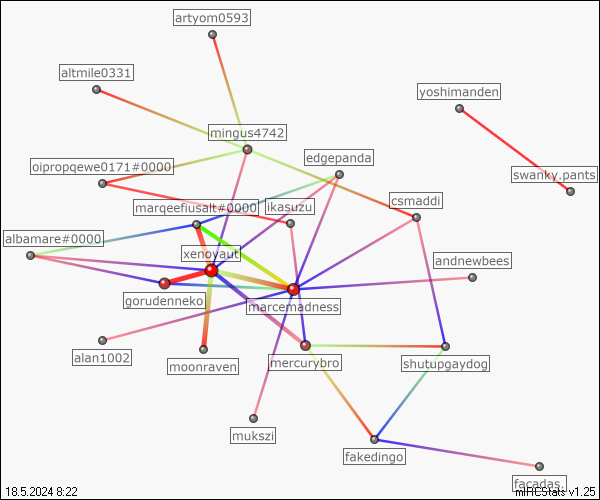 artyom0593
altmile0331
yoshimanden
mingus4742
edgepanda
oipropqewe0171#0000
swanky.pants
csmaddi
marqeefiusalt#0000
ikasuzu
albamare#0000
xenoyaut
andnewbees
gorudenneko
marcemadness
alan1002
moonraven
mercurybro
shutupgaydog
mukszi
fakedingo
facadas.
18.5.2024 8:22
mIRCStats v1.25